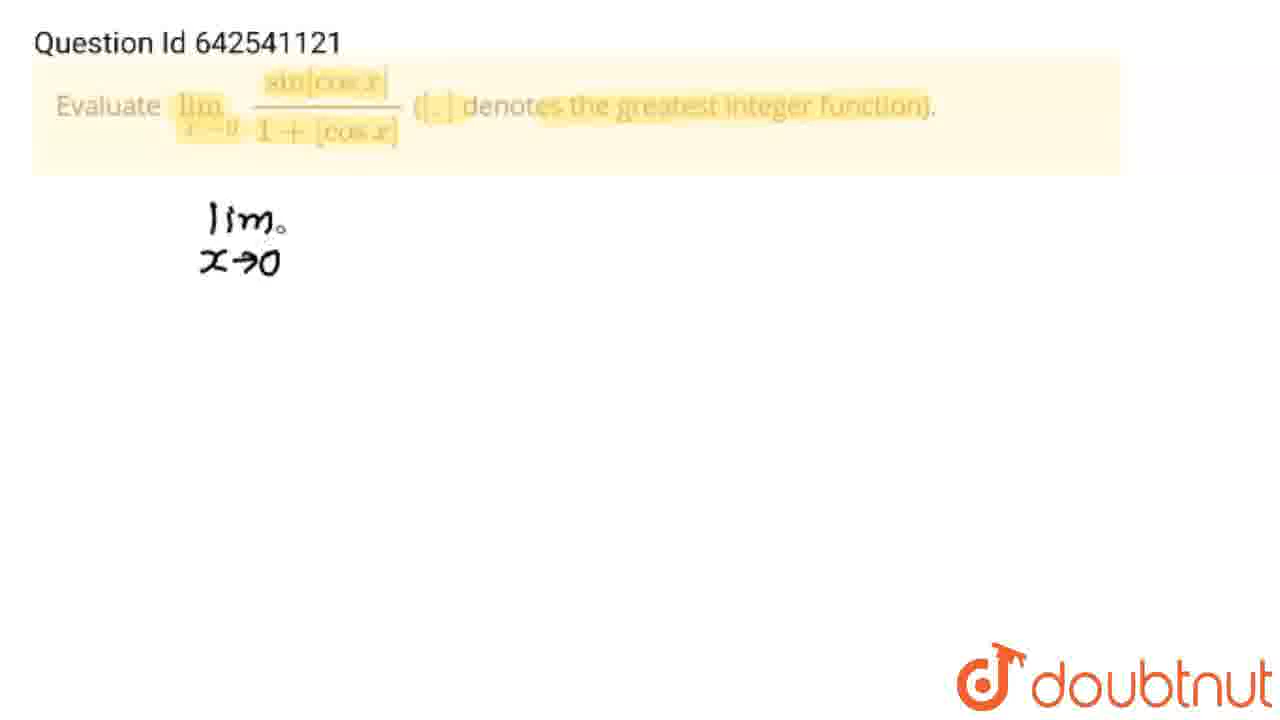 Question Id 642541121
Evaluate lim x→0 sin[cos x] / 1 + [cos x] ([.] denotes the greatest integer function).
lim.
x→0
doubtnut